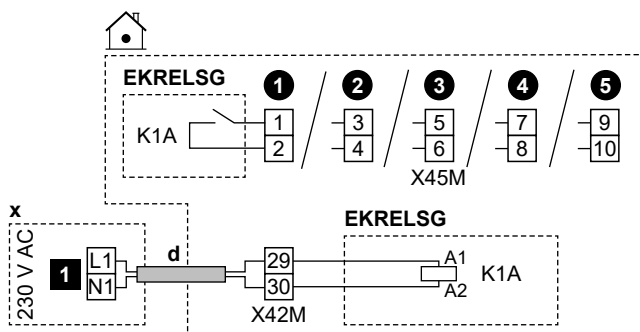 EKRELSG
1 2 3 4 5
K1A
1 3 5 7 9
2 4 6 8 10
X45M
x
EKRELSG
230 V AC
1
L1
N1
d
29
30
X42M
A1
A2
K1A